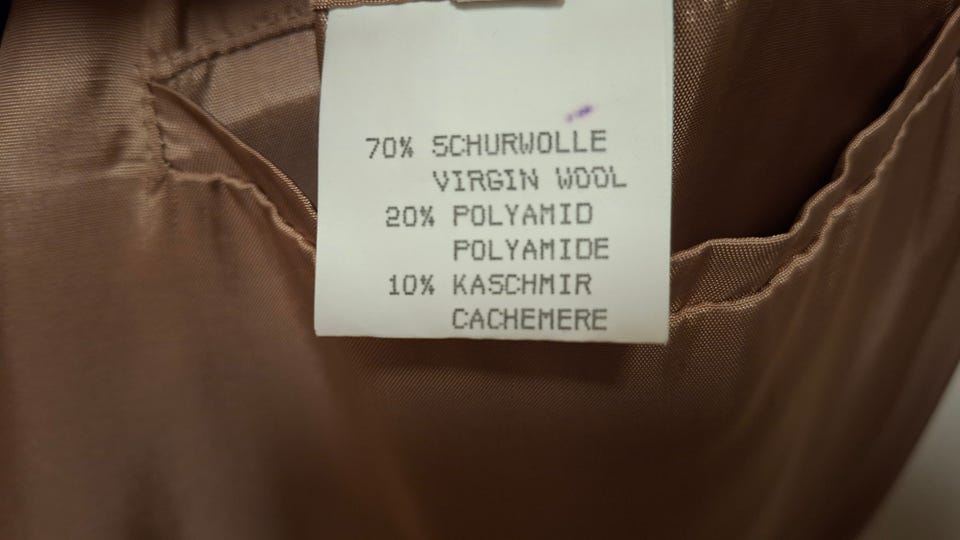 70% SCHURWOLLE
VIRGIN WOOL
20% POLYAMID
POLYAMIDE
10% KASCHMIR
CACHEMERE